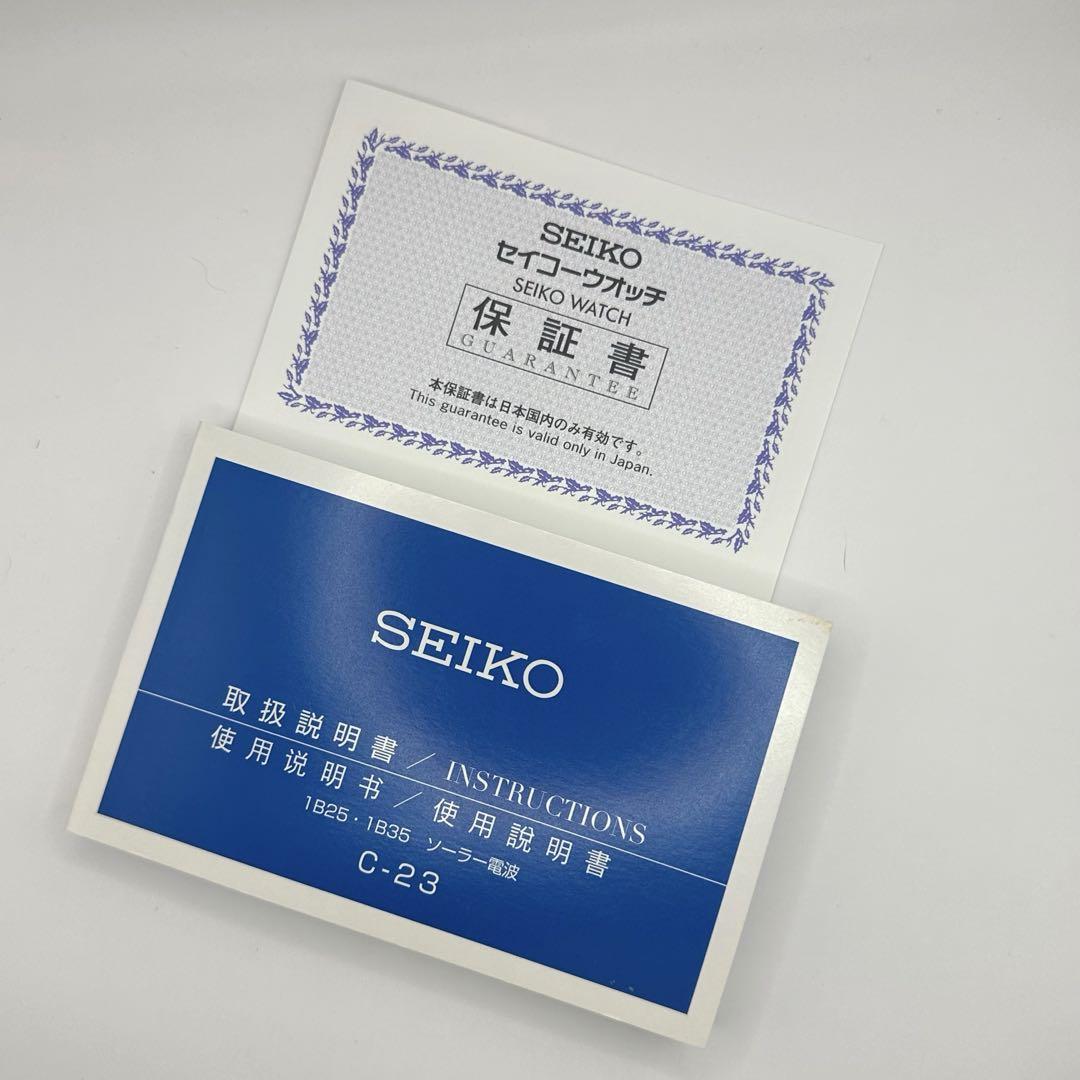 SEIKO
セイコーウオッチ
SEIKO WATCH
保証書
GUARANTEE
本保証書は日本国内のみ有効です。
This guarantee is valid only in Japan.
SEIKO
取扱説明書／INSTRUCTIONS
使用说明书／使用說明書
1B25・1B35 ソーラー電波
C-23